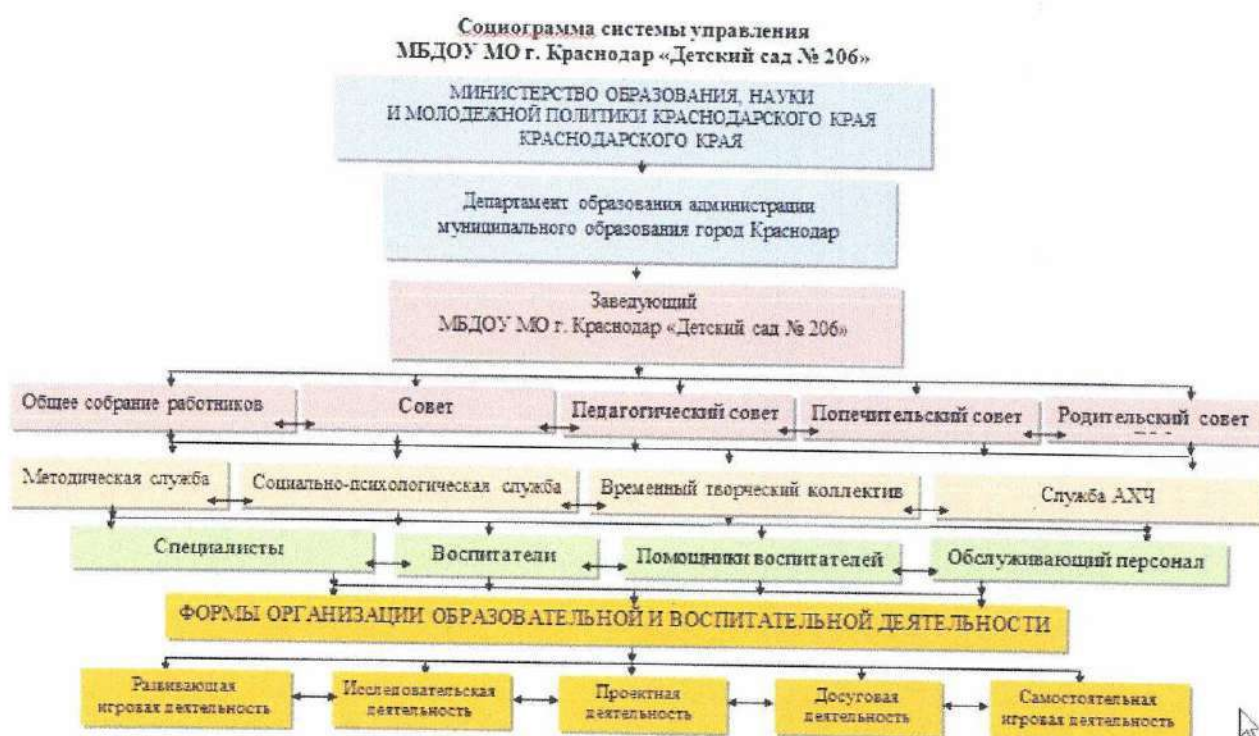 Социограмма системы управления
МБДОУ МО г. Краснодар «Детский сад № 206»
МИНИСТЕРСТВО ОБРАЗОВАНИЯ, НАУКИ
И МОЛОДЕЖНОЙ ПОЛИТИКИ КРАСНОДАРСКОГО КРАЯ
КРАСНОДАРСКОГО КРАЯ
Департамент образования администрации
муниципального образования город Краснодар
Заведующий
МБДОУ МО г. Краснодар «Детский сад № 206»
Общее собрание работников
Совет
Педагогический совет
Попечительский совет
Родительский совет
Методическая служба
Социально-психологическая служба
Временный творческий коллектив
Служба АХЧ
Специалисты
Воспитатели
Помощники воспитателей
Обслуживающий персонал
ФОРМЫ ОРГАНИЗАЦИИ ОБРАЗОВАТЕЛЬНОЙ И ВОСПИТАТЕЛЬНОЙ ДЕЯТЕЛЬНОСТИ
Развивающая
игровая деятельность
Исследовательская
деятельность
Проектная
деятельность
Досуговая
деятельность
Самостоятельная
игровая деятельность